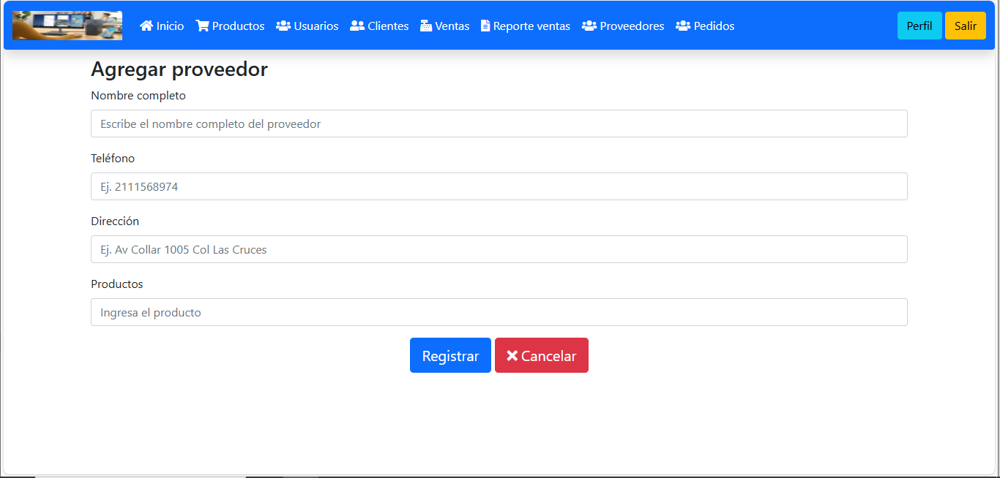 Inicio Productos Usuarios Clientes Ventas Reporte ventas Proveedores Pedidos Perfil Salir
Agregar proveedor
Nombre completo
Escribe el nombre completo del proveedor
Teléfono
Ej. 2111568974
Dirección
Ej. Av Collar 1005 Col Las Cruces
Productos
Ingresa el producto
Registrar Cancelar